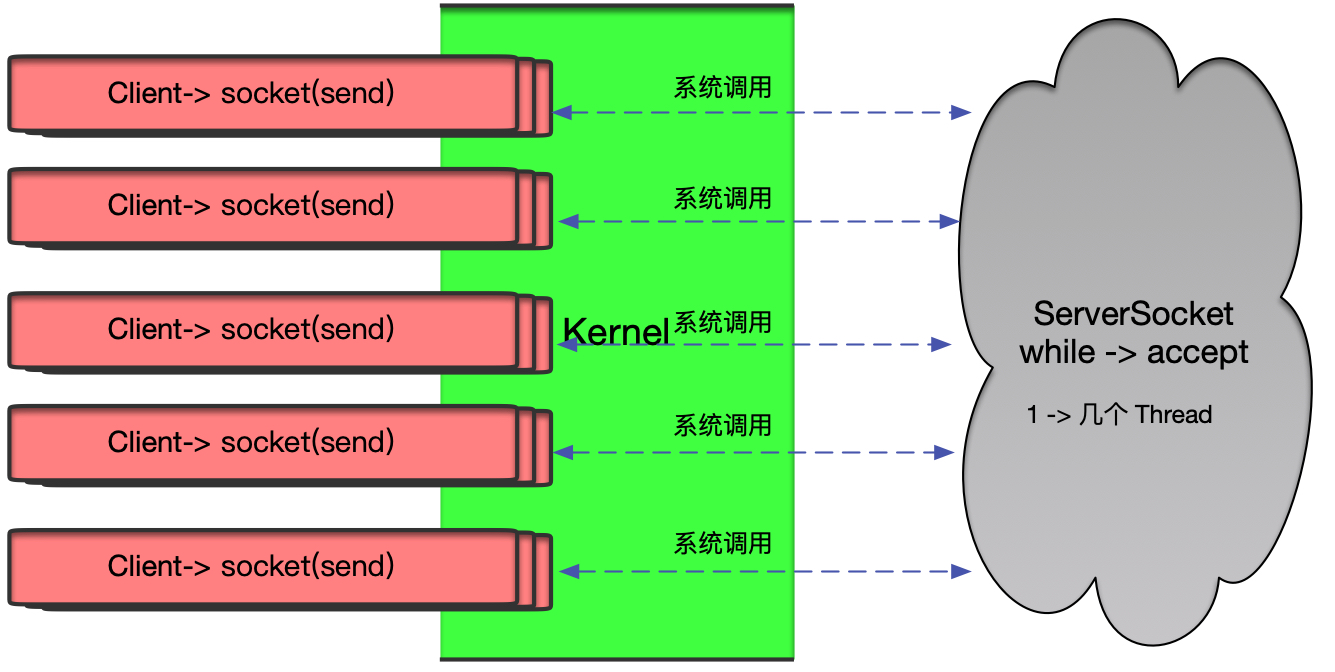 Client-> socket(send)
系统调用
Client-> socket(send)
系统调用
Client-> socket(send)
Kernel
系统调用
Client-> socket(send)
系统调用
Client-> socket(send)
系统调用
ServerSocket
while -> accept
1 -> 几个 Thread